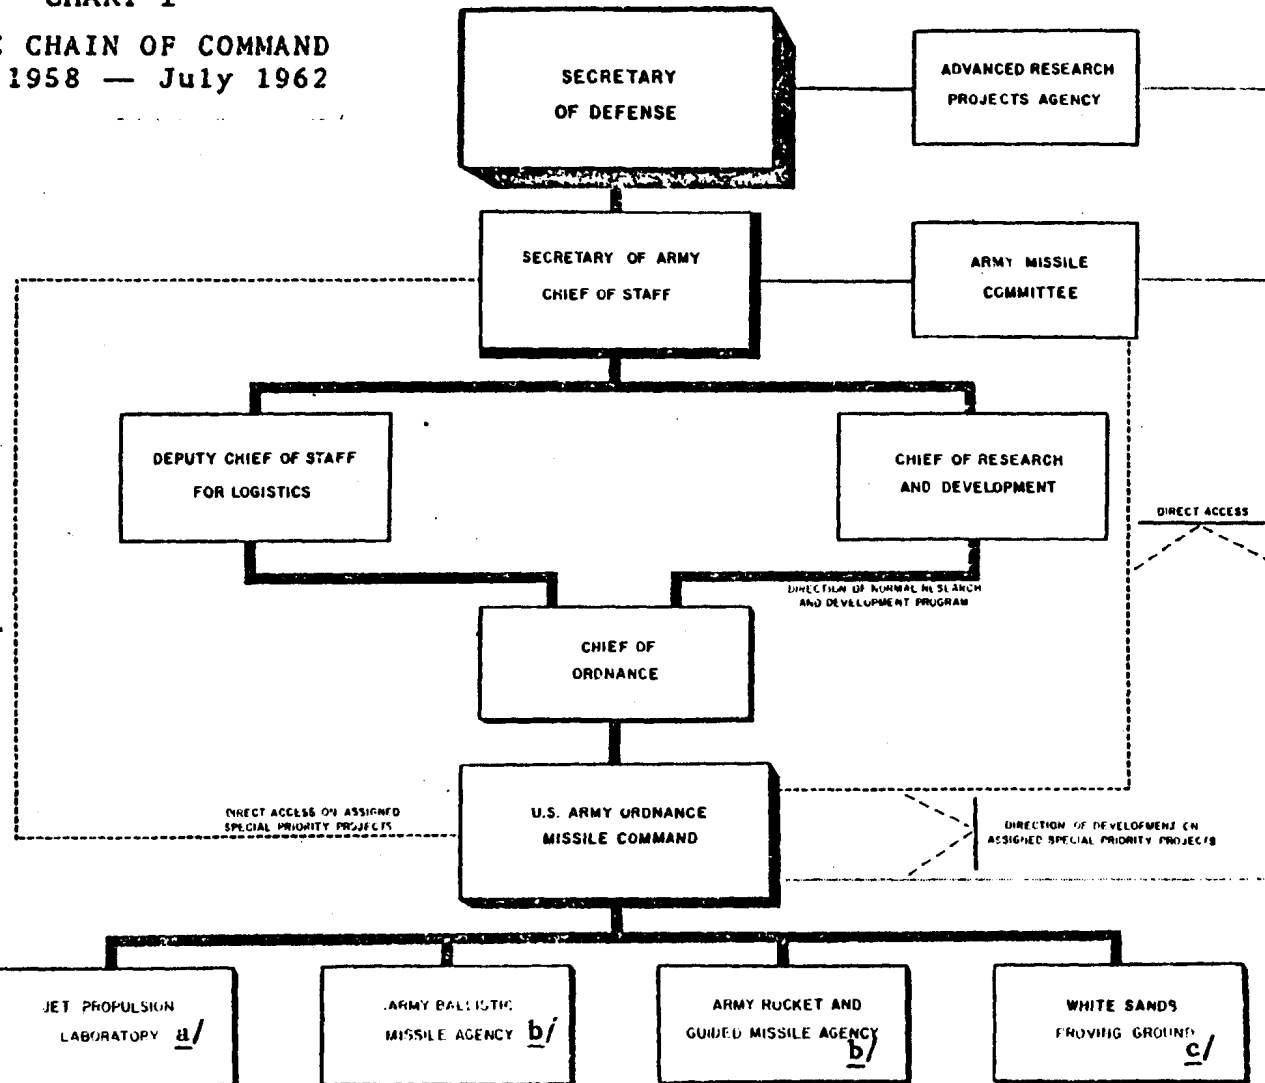 CHAIN OF COMMAND
1958 — July 1962
SECRETARY
OF DEFENSE
ADVANCED RESEARCH
PROJECTS AGENCY
SECRETARY OF ARMY
CHIEF OF STAFF
ARMY MISSILE
COMMITTEE
DEPUTY CHIEF OF STAFF
FOR LOGISTICS
CHIEF OF RESEARCH
AND DEVELOPMENT
DIRECT ACCESS
DIRECTION OF NORMAL RESEARCH
AND DEVELOPMENT PROGRAM
CHIEF OF
ORDNANCE
U.S. ARMY ORDNANCE
MISSILE COMMAND
DIRECT ACCESS ON ASSIGNED
SPECIAL PRIORITY PROJECTS
DIRECTION OF DEVELOPMENT ON
ASSIGNED SPECIAL PRIORITY PROJECTS
JET PROPULSION
LABORATORY a/
ARMY BALLISTIC
MISSILE AGENCY b/
ARMY ROCKET AND
GUIDED MISSILE AGENCY
b/
WHITE SANDS
PROVING GROUND
c/